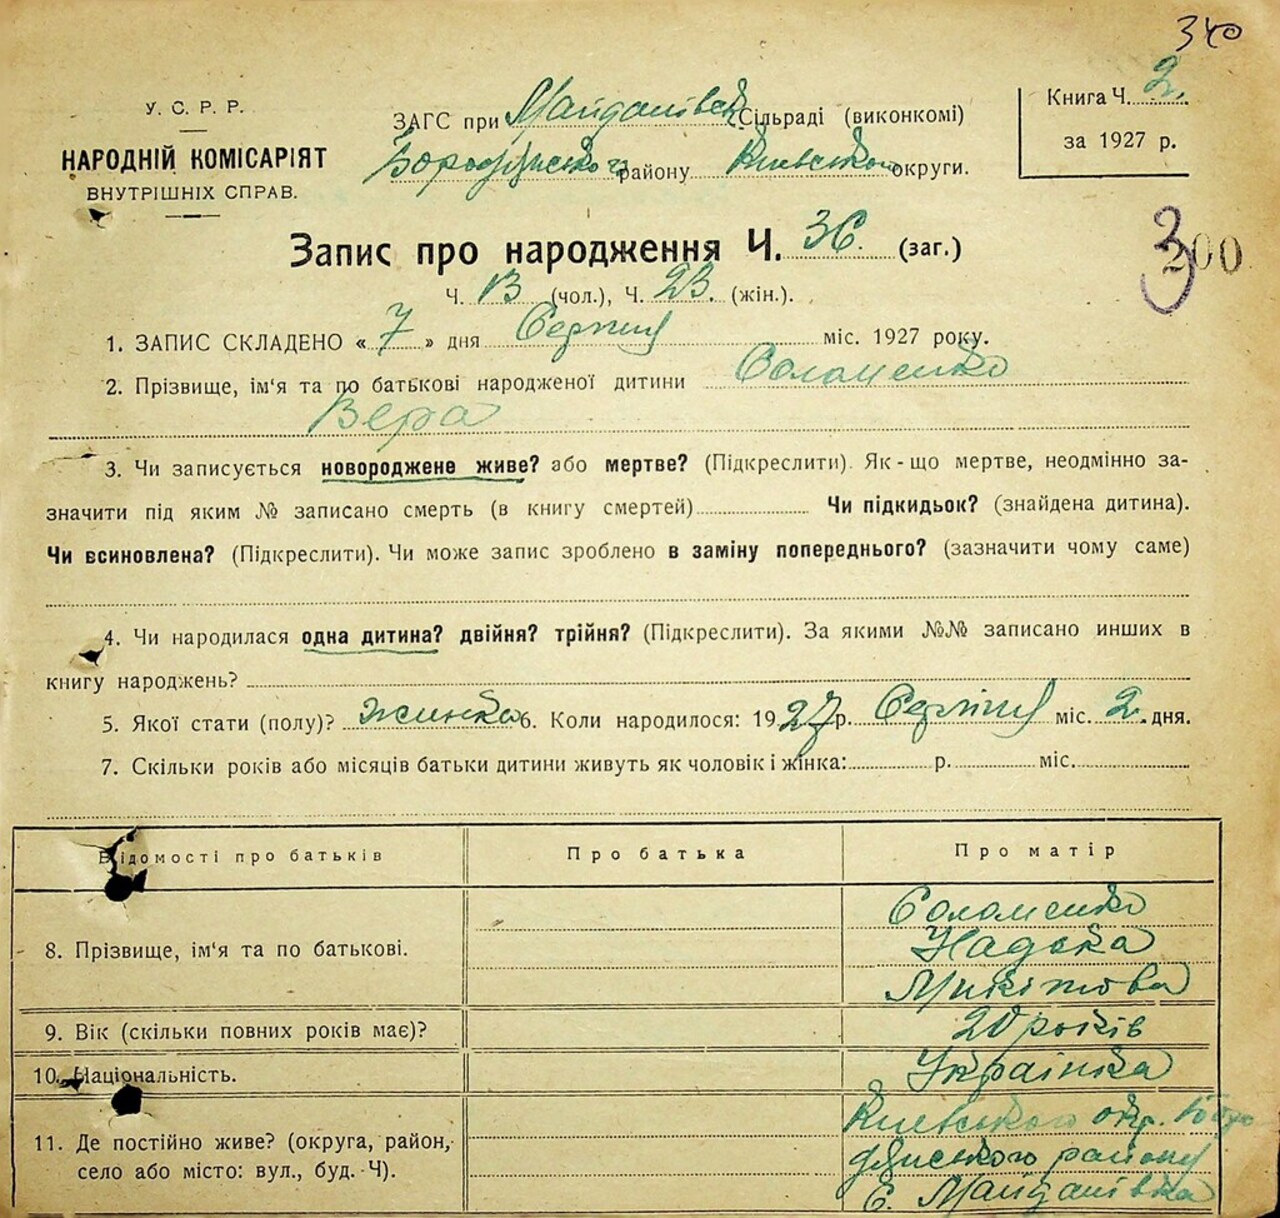 340
У. С. Р. Р.
НАРОДНІЙ КОМІСАРІЯТ
ВНУТРІШНІХ СПРАВ.
ЗАГС при Майданівск Сільраді (виконкомі)
Бородянсько району Київсько округи.
Книга Ч. 2.
за 1927 р.
Запис про народження Ч. 36. (заг.)
300
Ч. 13 (чол.), Ч. 23. (жін.).
1. ЗАПИС СКЛАДЕНО « 7 » дня Серпня міс. 1927 року.
2. Прізвище, ім'я та по батькові народженої дитини Соломенко
Вера
3. Чи записується новороджене живе? або мертве? (Підкреслити). Як-що мертве, неодмінно за-
значити під яким № записано смерть (в книгу смертей) Чи підкидьок? (знайдена дитина).
Чи всиновлена? (Підкреслити). Чи може запис зроблено в заміну попереднього? (зазначити чому саме)
4. Чи народилася одна дитина? двійня? трійня? (Підкреслити). За якими №№ записано инших в
книгу народжень?
5. Якої стати (полу)? жинка 6. Коли народилося: 1927 р. Серпня міс. 2. дня.
7. Скільки років або місяців батьки дитини живуть як чоловік і жінка: р. міс.
Відомості про батьків Про батька Про матір
8. Прізвище, ім'я та по батькові. Соломенко
Надька
Микітова
9. Вік (скільки повних років має)? 20 років
10. Національність. Українка
11. Де постійно живе? (округа, район, село або місто: вул., буд. Ч). Київського окр. Боро
дянського району
С. Майданівка